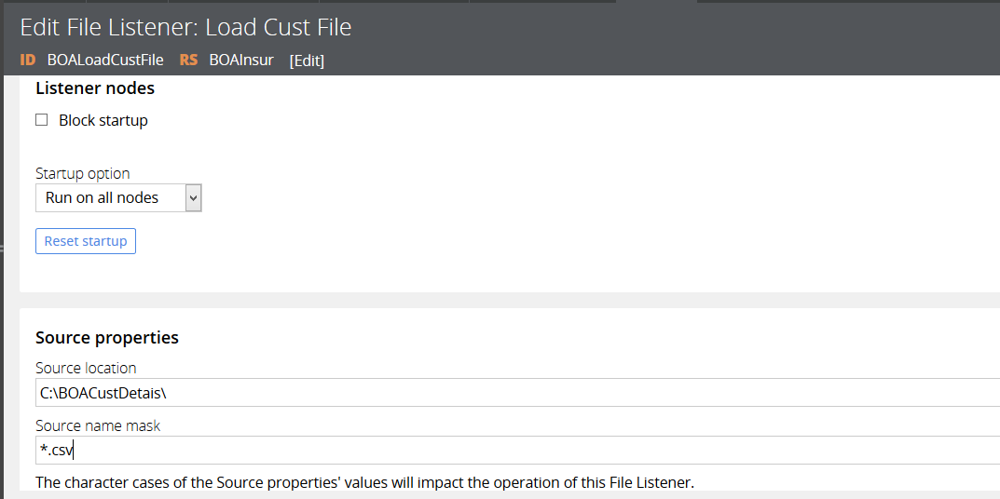 Edit File Listener: Load Cust File
ID BOALoadCustFile RS BOAInsur [Edit]
Listener nodes
Block startup
Startup option
Run on all nodes
Reset startup
Source properties
Source location
C:\BOACustDetais\
Source name mask
*.csv
The character cases of the Source properties' values will impact the operation of this File Listener.